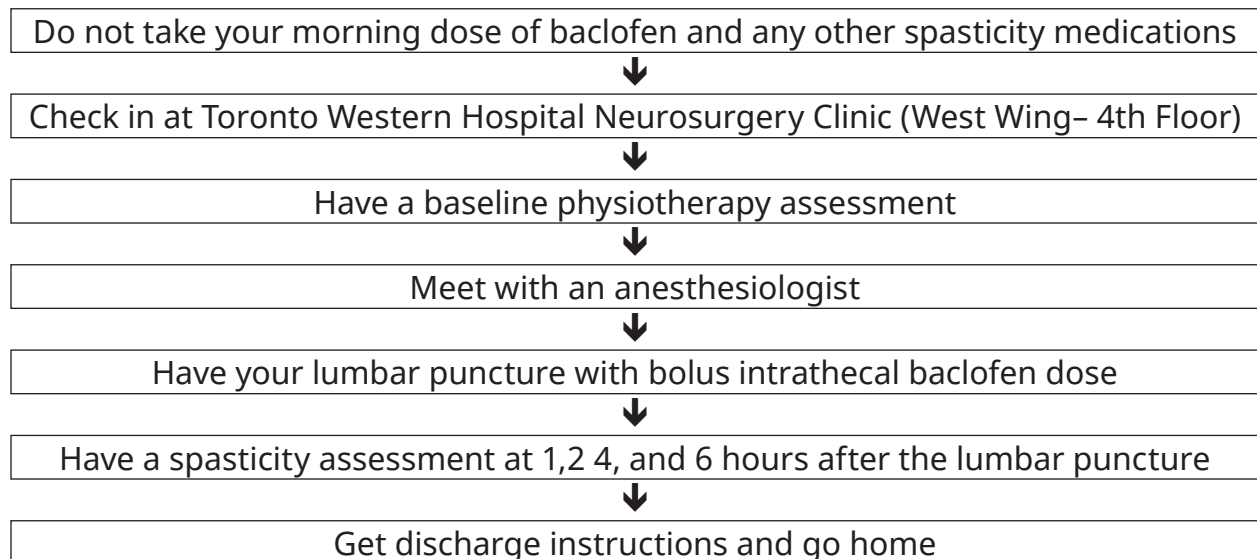 Do not take your morning dose of baclofen and any other spasticity medications
Check in at Toronto Western Hospital Neurosurgery Clinic (West Wing– 4th Floor)
Have a baseline physiotherapy assessment
Meet with an anesthesiologist
Have your lumbar puncture with bolus intrathecal baclofen dose
Have a spasticity assessment at 1,2 4, and 6 hours after the lumbar puncture
Get discharge instructions and go home